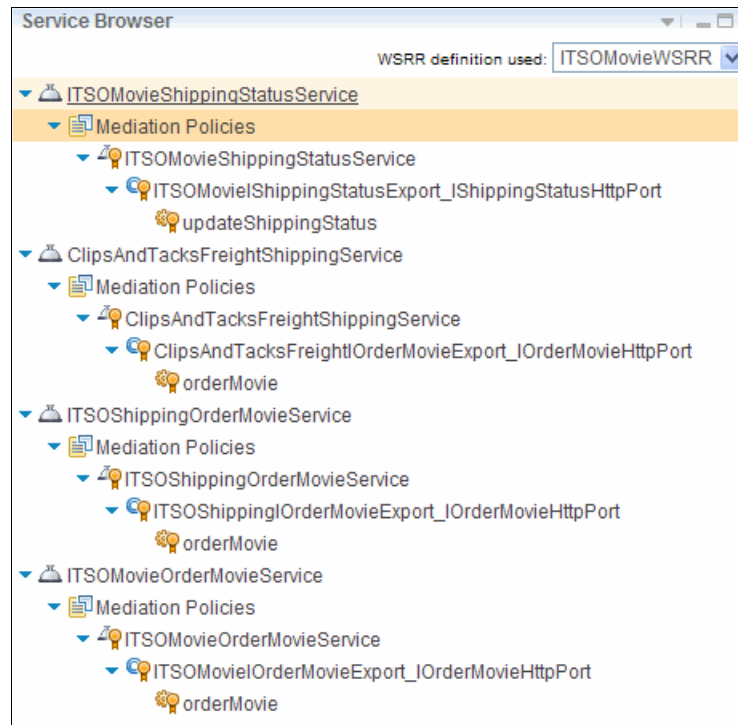 Service Browser
WSRR definition used: ITSOMovieWSRR
ITSOMovieShippingStatusService
Mediation Policies
ITSOMovieShippingStatusService
ITSOMovieIShippingStatusExport_IShippingStatusHttpPort
updateShippingStatus
ClipsAndTacksFreightShippingService
Mediation Policies
ClipsAndTacksFreightShippingService
ClipsAndTacksFreightIOrderMovieExport_IOrderMovieHttpPort
orderMovie
ITSOShippingOrderMovieService
Mediation Policies
ITSOShippingOrderMovieService
ITSOShippingIOrderMovieExport_IOrderMovieHttpPort
orderMovie
ITSOMovieOrderMovieService
Mediation Policies
ITSOMovieOrderMovieService
ITSOMovieIOrderMovieExport_IOrderMovieHttpPort
orderMovie